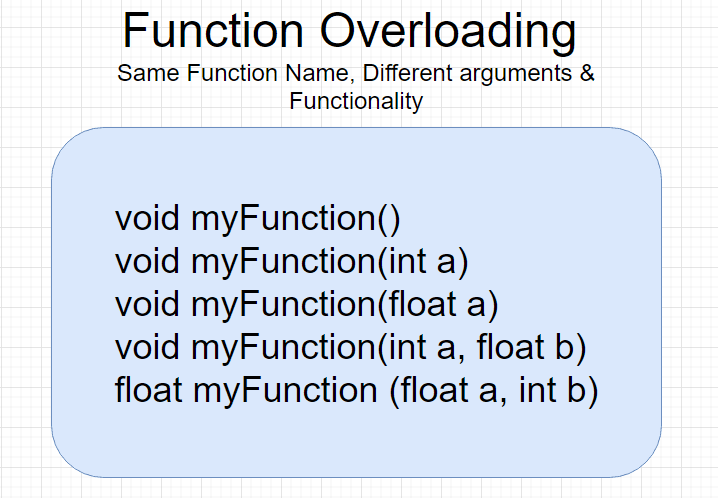 Function Overloading
Same Function Name, Different arguments &
Functionality
void myFunction()
void myFunction(int a)
void myFunction(float a)
void myFunction(int a, float b)
float myFunction (float a, int b)